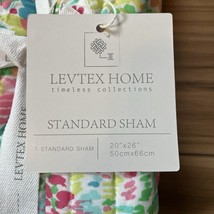 LEVTEX HOME
timeless collections
STANDARD SHAM
1 STANDARD SHAM
20"x26"
50cmx66cm